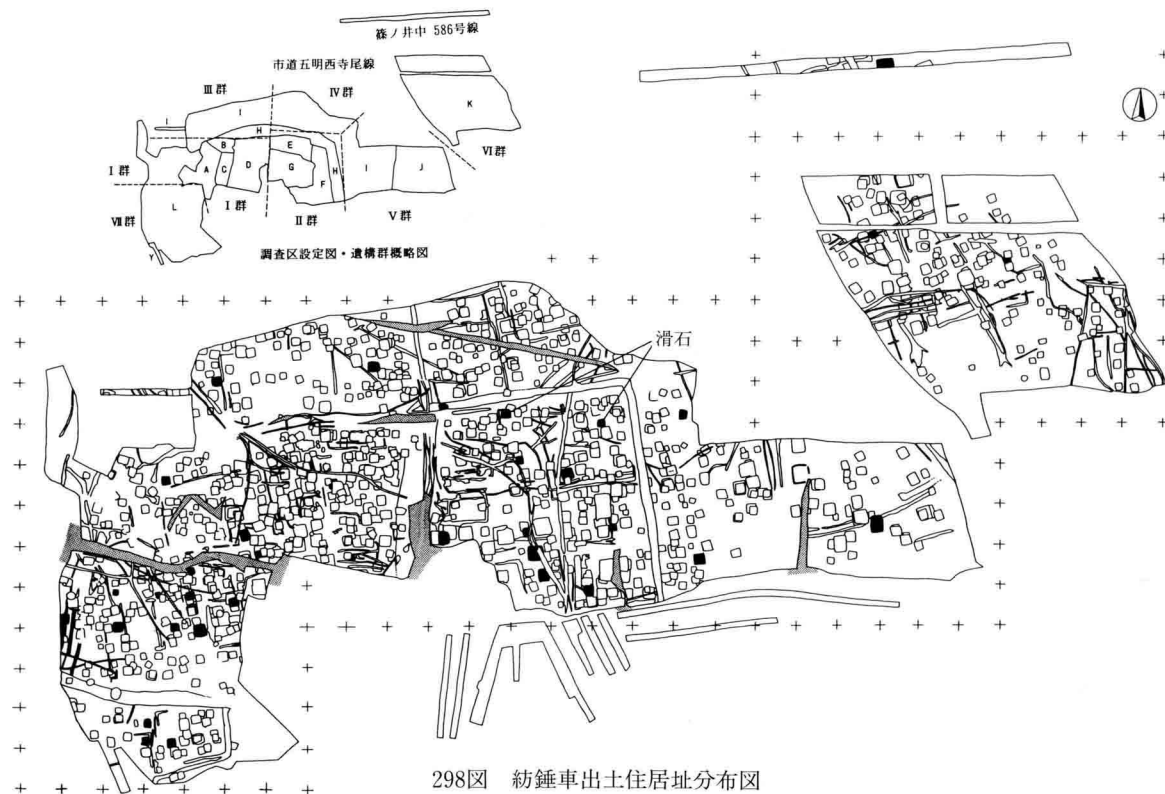 篠ノ井中 586号線
市道五明西寺尾線
Ⅲ群
Ⅳ群
I
K
H
B
E
Ⅵ群
Ⅰ群
A
C
D
G
H
I
J
F
Ⅶ群
L
Ⅰ群
Ⅱ群
Ⅴ群
Y
調査区設定図・遺構群概略図
滑石
298図 紡錘車出土住居址分布図